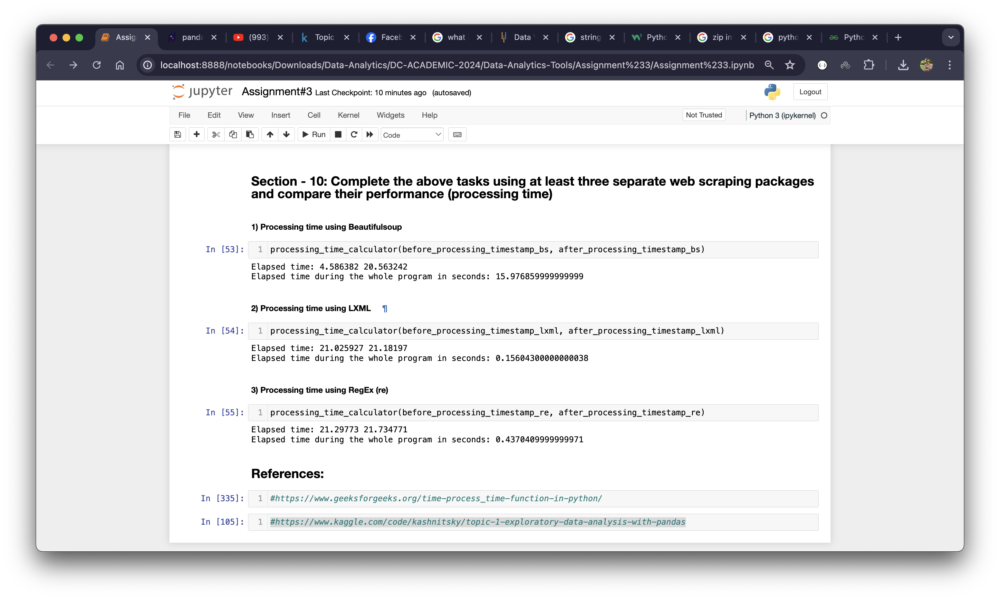 Assig
panda
(993)
Topic
Faceb
what i
Data V
string
Pytho
zip in
pytho
Pytho
localhost:8888/notebooks/Downloads/Data-Analytics/DC-ACADEMIC-2024/Data-Analytics-Tools/Assignment%233/Assignment%233.ipynb
jupyter Assignment#3 Last Checkpoint: 10 minutes ago (autosaved)
Logout
File Edit View Insert Cell Kernel Widgets Help
Not Trusted
Python 3 (ipykernel)
Run
Code
Section - 10: Complete the above tasks using at least three separate web scraping packages
and compare their performance (processing time)
1) Processing time using Beautifulsoup
In [53]: 1 processing_time_calculator(before_processing_timestamp_bs, after_processing_timestamp_bs)
Elapsed time: 4.586382 20.563242
Elapsed time during the whole program in seconds: 15.976859999999999
2) Processing time using LXML ¶
In [54]: 1 processing_time_calculator(before_processing_timestamp_lxml, after_processing_timestamp_lxml)
Elapsed time: 21.025927 21.18197
Elapsed time during the whole program in seconds: 0.15604300000000038
3) Processing time using RegEx (re)
In [55]: 1 processing_time_calculator(before_processing_timestamp_re, after_processing_timestamp_re)
Elapsed time: 21.29773 21.734771
Elapsed time during the whole program in seconds: 0.4370409999999971
References:
In [335]: 1 #https://www.geeksforgeeks.org/time-process_time-function-in-python/
In [105]: 1 #https://www.kaggle.com/code/kashnitsky/topic-1-exploratory-data-analysis-with-pandas